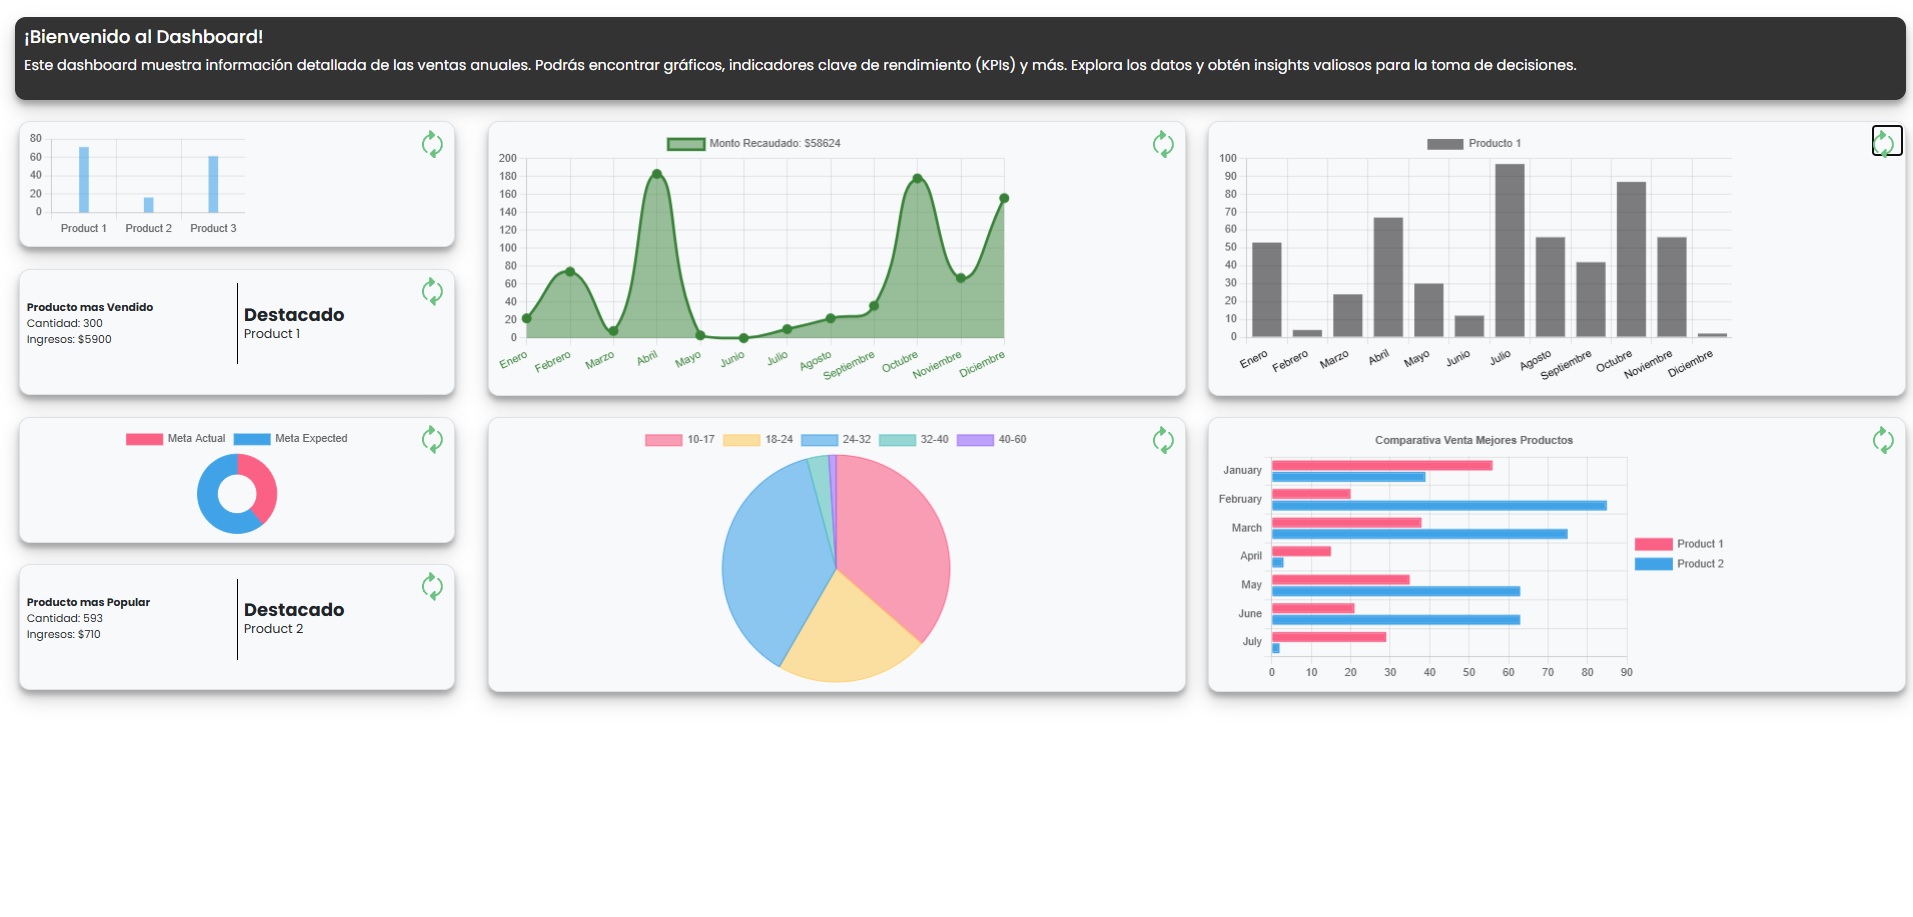 ¡Bienvenido al Dashboard!
Este dashboard muestra información detallada de las ventas anuales. Podrás encontrar gráficos, indicadores clave de rendimiento (KPIs) y más. Explora los datos y obtén insights valiosos para la toma de decisiones.
80
60
40
20
0
Product 1 Product 2 Product 3
Producto mas Vendido
Cantidad: 300
Ingresos: $5900
Destacado
Product 1
Meta Actual Meta Expected
Producto mas Popular
Cantidad: 593
Ingresos: $710
Destacado
Product 2
Monto Recaudado: $58624
200
180
160
140
120
100
80
60
40
20
0
Enero Febrero Marzo Abril Mayo Junio Julio Agosto Septiembre Octubre Noviembre Diciembre
10-17 18-24 24-32 32-40 40-60
Producto 1
100
90
80
70
60
50
40
30
20
10
0
Enero Febrero Marzo Abril Mayo Junio Julio Agosto Septiembre Octubre Noviembre Diciembre
Comparativa Venta Mejores Productos
January
February
March
April
May
June
July
0 10 20 30 40 50 60 70 80 90
Product 1
Product 2